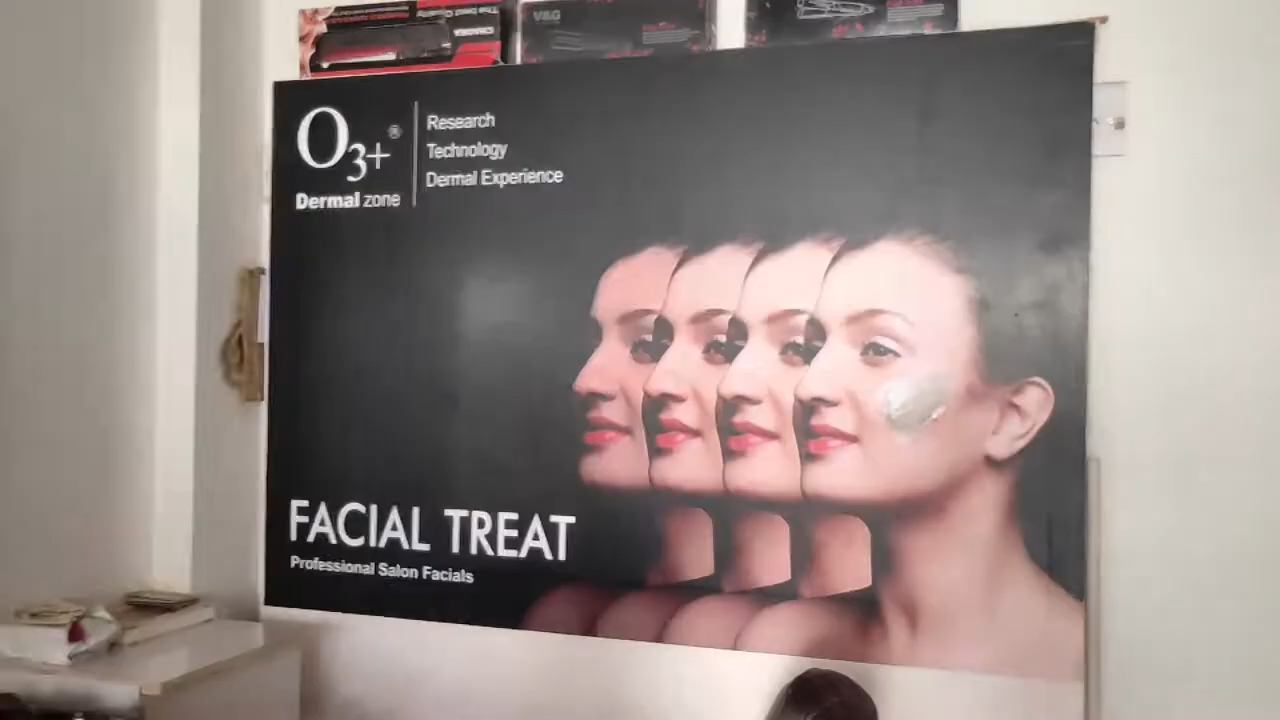 V&G
O3+®
Dermal zone
Research
Technology
Dermal Experience
FACIAL TREAT
Professional Salon Facials